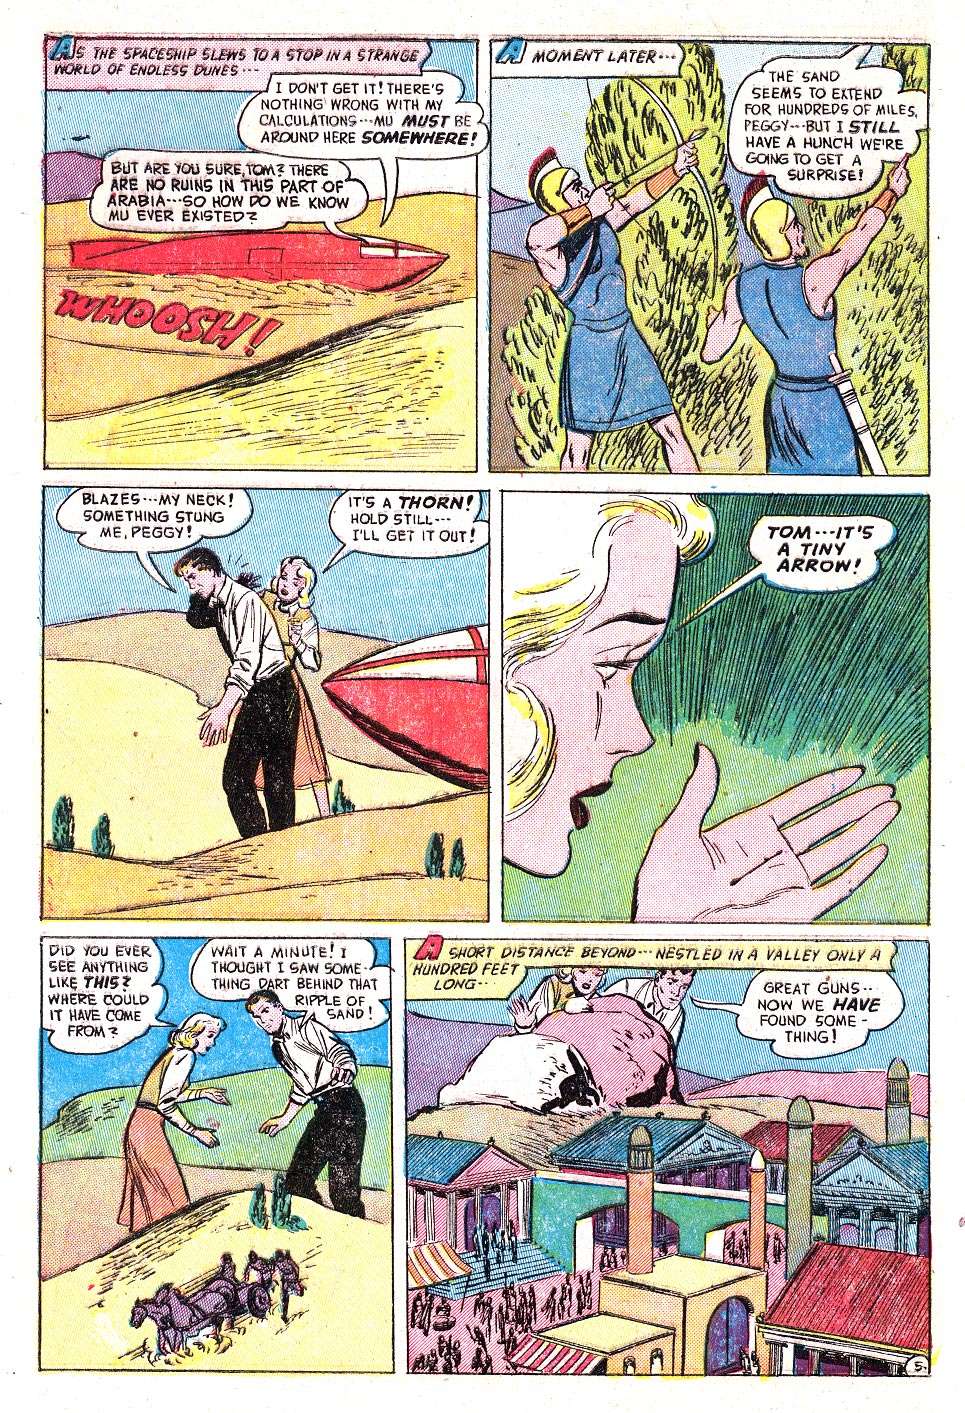 AS THE SPACESHIP SLEWS TO A STOP IN A STRANGE
WORLD OF ENDLESS DUNES---
I DON'T GET IT! THERE'S
NOTHING WRONG WITH MY
CALCULATIONS---MU MUST BE
AROUND HERE SOMEWHERE!
BUT ARE YOU SURE, TOM? THERE
ARE NO RUINS IN THIS PART OF
ARABIA---SO HOW DO WE KNOW
MU EVER EXISTED?
WHOOSH!
A MOMENT LATER---
THE SAND
SEEMS TO EXTEND
FOR HUNDREDS OF MILES,
PEGGY---BUT I STILL
HAVE A HUNCH WE'RE
GOING TO GET A
SURPRISE!
BLAZES---MY NECK!
SOMETHING STUNG
ME, PEGGY!
IT'S A THORN!
HOLD STILL---
I'LL GET IT OUT!
TOM---IT'S
A TINY
ARROW!
DID YOU EVER
SEE ANYTHING
LIKE THIS?
WHERE COULD
IT HAVE COME
FROM?
WAIT A MINUTE! I
THOUGHT I SAW SOME-
THING DART BEHIND THAT
RIPPLE OF
SAND!
A SHORT DISTANCE BEYOND---NESTLED IN A VALLEY ONLY A
HUNDRED FEET
LONG---
GREAT GUNS--
NOW WE HAVE
FOUND SOME-
THING!
5.